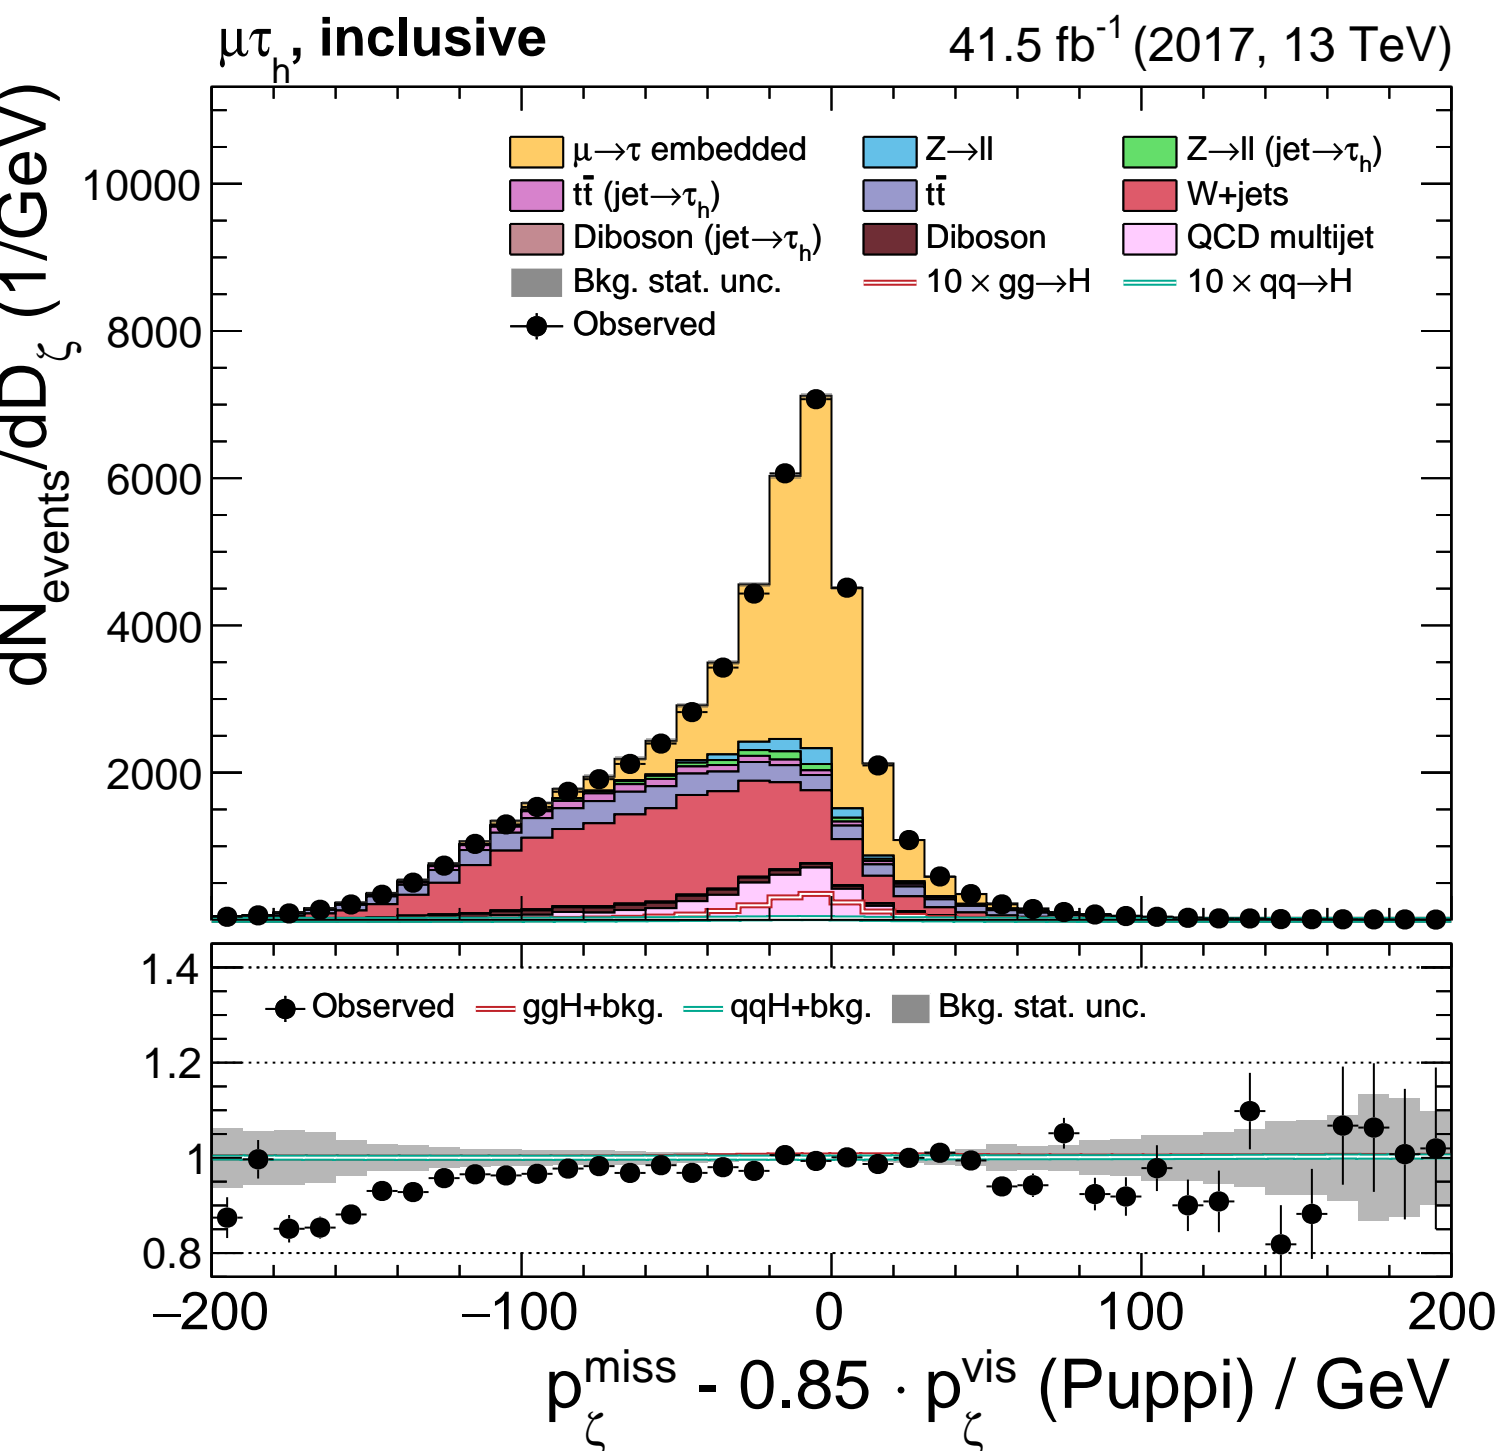 μτh, inclusive
41.5 fb-1 (2017, 13 TeV)
dNevents/dDζ (1/GeV)
μ→τ embedded
Z→ll
Z→ll (jet→τh)
tt̄ (jet→τh)
tt̄
W+jets
Diboson (jet→τh)
Diboson
QCD multijet
Bkg. stat. unc.
10 × gg→H
10 × qq→H
Observed
10000
8000
6000
4000
2000
Observed
ggH+bkg.
qqH+bkg.
Bkg. stat. unc.
1.4
1.2
1
0.8
−200
−100
0
100
200
pζmiss - 0.85 · pζvis (Puppi) / GeV